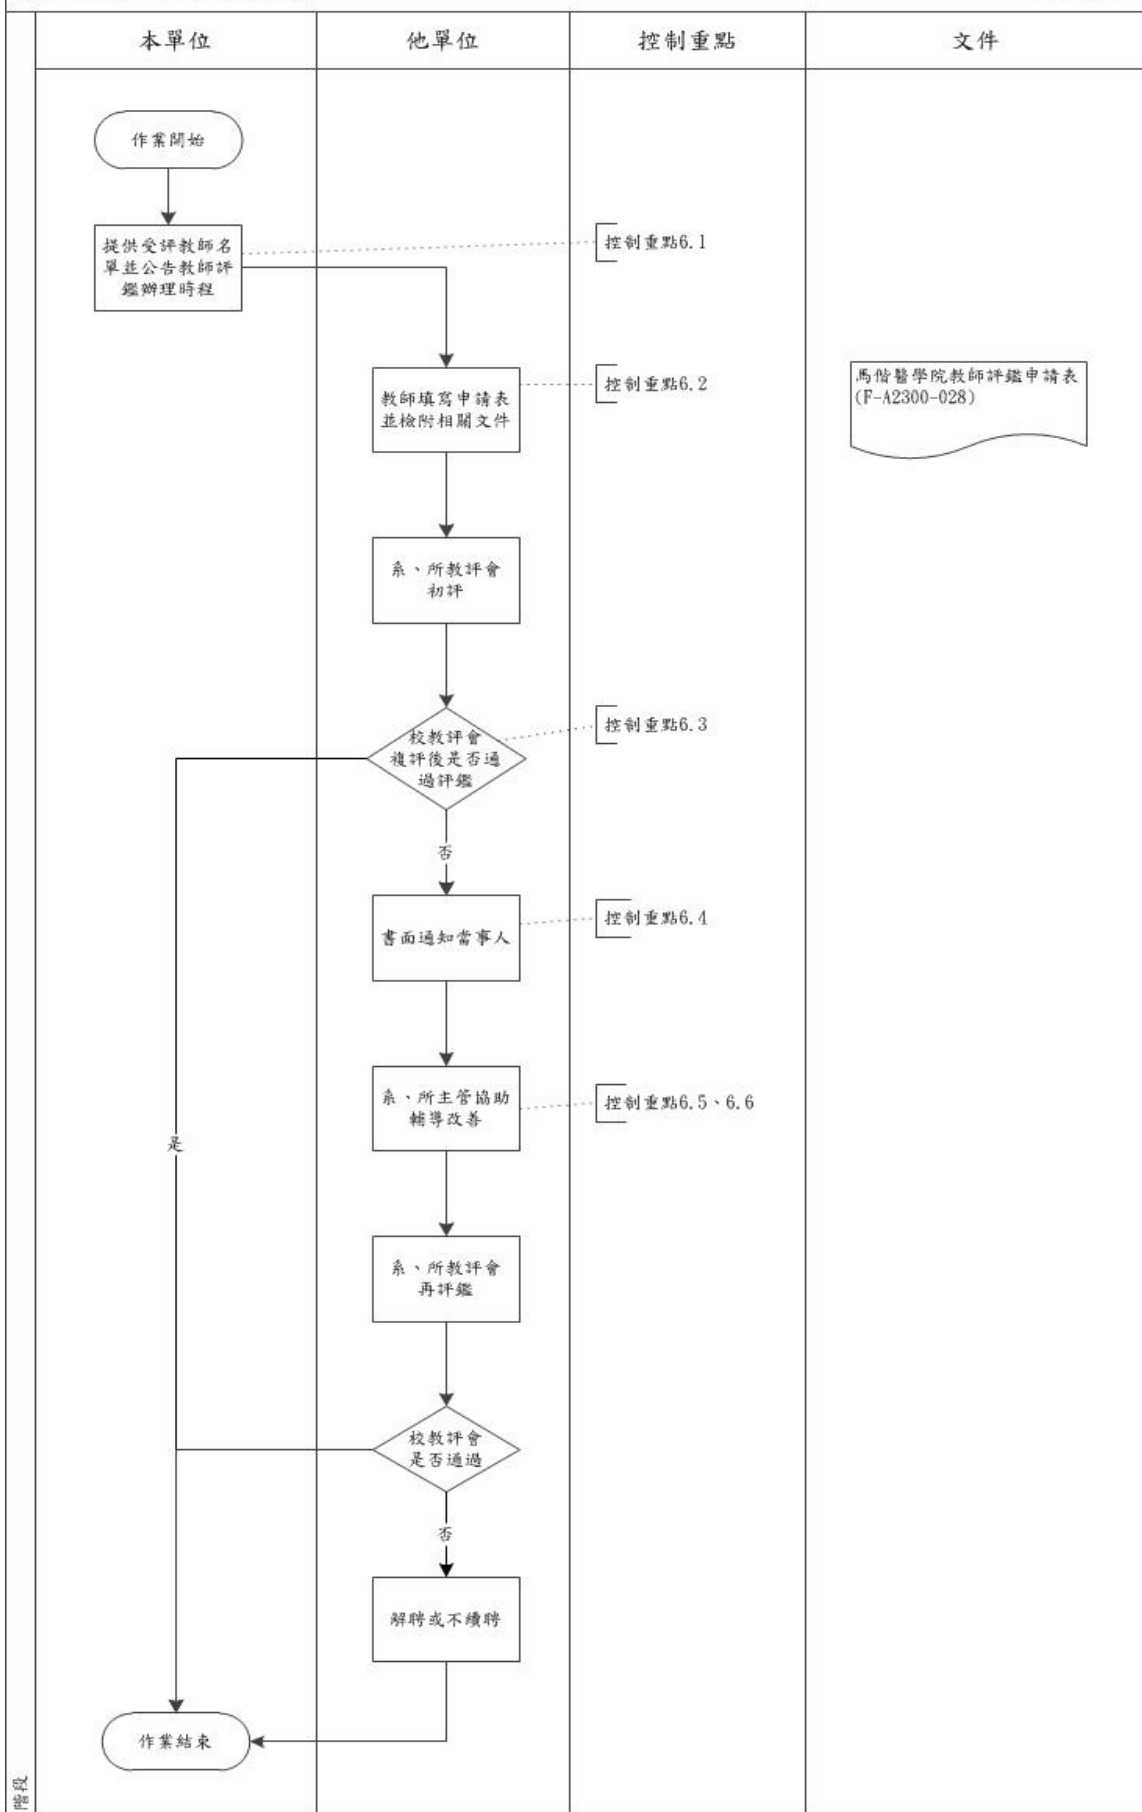 本單位
他單位
控制重點
文件
作業開始
提供受評教師名
單並公告教師評
鑑辦理時程
控制重點6.1
教師填寫申請表
並檢附相關文件
控制重點6.2
馬偕醫學院教師評鑑申請表
(F-A2300-028)
系、所教評會
初評
校教評會
複評後是否通
過評鑑
控制重點6.3
否
書面通知當事人
控制重點6.4
系、所主管協助
輔導改善
控制重點6.5、6.6
是
系、所教評會
再評鑑
校教評會
是否通過
否
解聘或不續聘
作業結束
階段